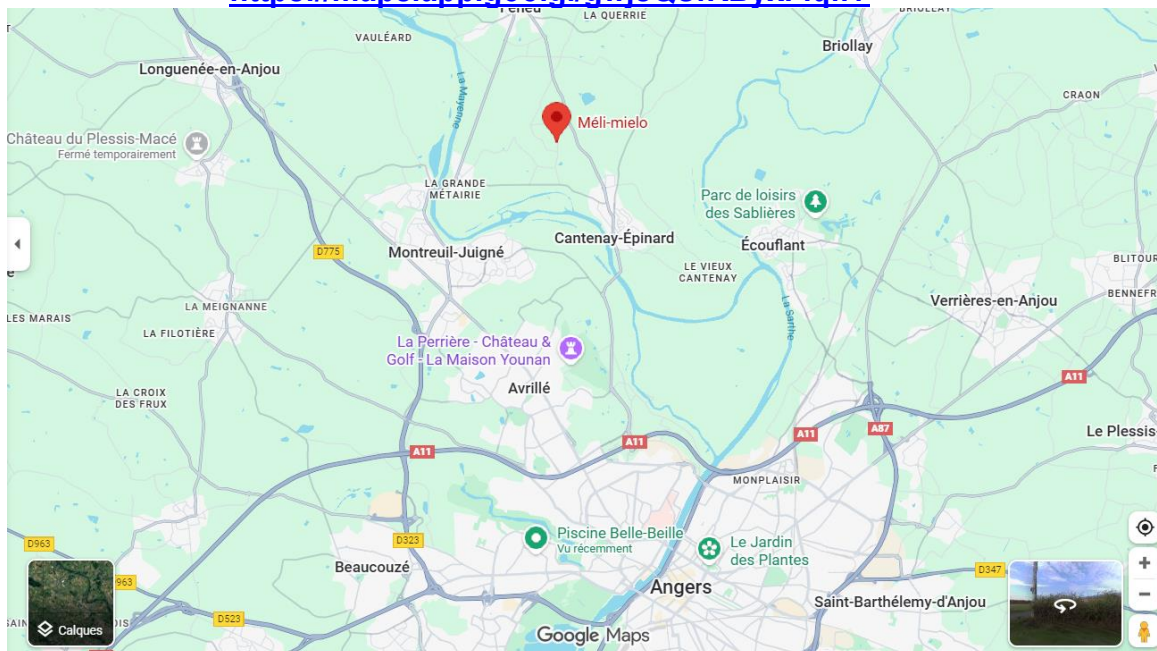 LA QUERRIE
VAULÉARD
Briollay
Longuenée-en-Anjou
La Mayenne
CRAON
Méli-mielo
Château du Plessis-Macé
Fermé temporairement
LA GRANDE
MÉTAIRIE
Parc de loisirs
des Sablières
Cantenay-Épinard
Écouflant
D775
Montreuil-Juigné
LE VIEUX
CANTENAY
BLITOUR
BENNEFR
LA MEIGNANNE
La Sarthe
Verrières-en-Anjou
LES MARAIS
LA FILOTIÈRE
La Perrière - Château &
Golf - La Maison Younan
Avrillé
A11
LA CROIX
DES FRUX
A87
Le Plessis-
A11
A11
A11
MONPLAISIR
Piscine Belle-Beille
Vu récemment
Le Jardin
des Plantes
D963
D323
Beaucouzé
D347
963
Angers
Saint-Barthélemy-d'Anjou
D523
Calques
Google Maps